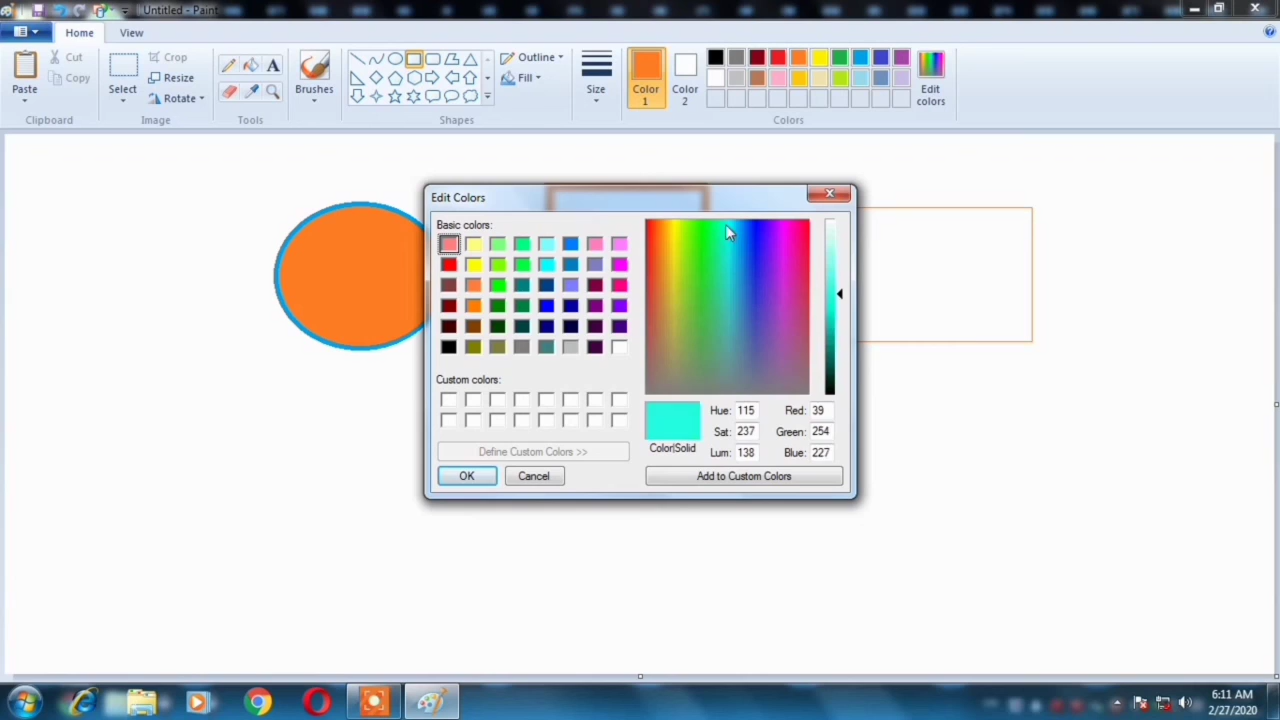 Untitled - Paint
Home View
Paste Cut Copy
Select Crop Resize Rotate
Brushes
Outline Fill
Size
Color 1
Color 2
Edit colors
Clipboard Image Tools Shapes Colors
Edit Colors
Basic colors:
Custom colors:
Define Custom Colors >>
OK Cancel
Color|Solid
Hue: 115 Red: 39
Sat: 237 Green: 254
Lum: 138 Blue: 227
Add to Custom Colors
6:11 AM
2/27/2020